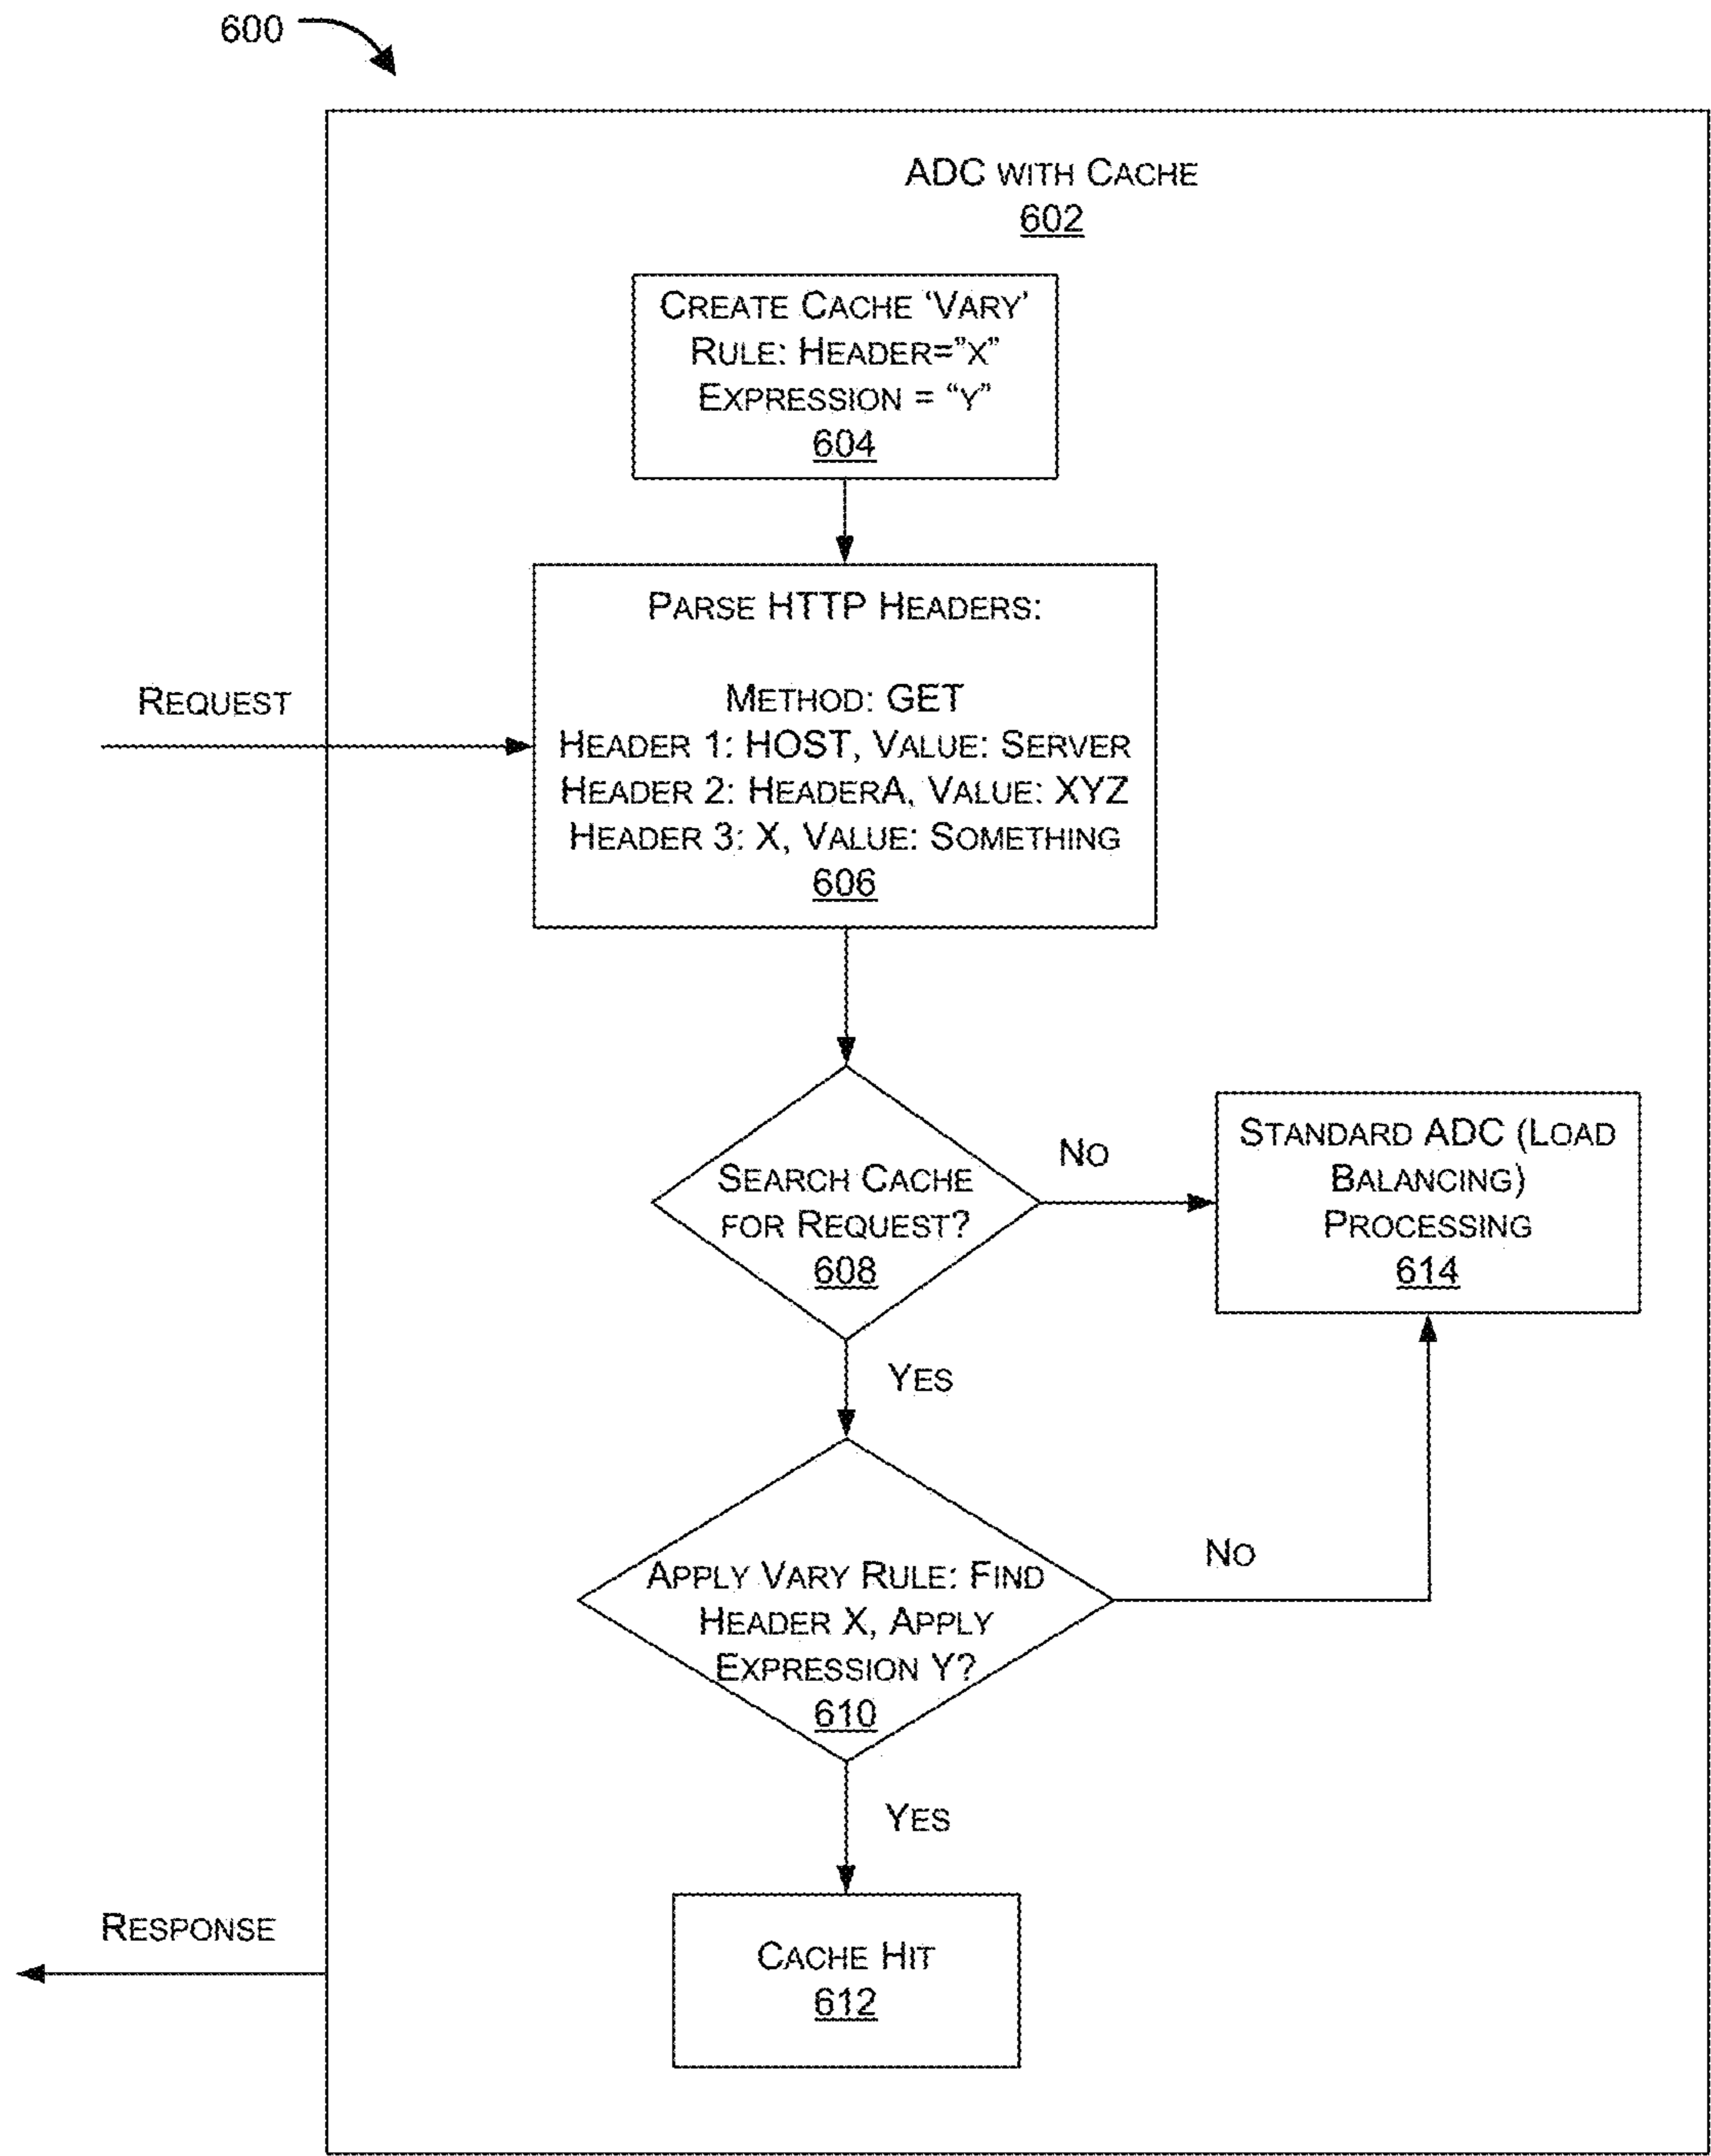 600
ADC WITH CACHE
602
CREATE CACHE ‘VARY’
RULE: HEADER=”X”
EXPRESSION = “Y”
604
PARSE HTTP HEADERS:
METHOD: GET
HEADER 1: HOST, VALUE: SERVER
HEADER 2: HEADERA, VALUE: XYZ
HEADER 3: X, VALUE: SOMETHING
606
REQUEST
SEARCH CACHE
FOR REQUEST?
608
NO
STANDARD ADC (LOAD
BALANCING)
PROCESSING
614
YES
APPLY VARY RULE: FIND
HEADER X, APPLY
EXPRESSION Y?
610
NO
YES
CACHE HIT
612
RESPONSE